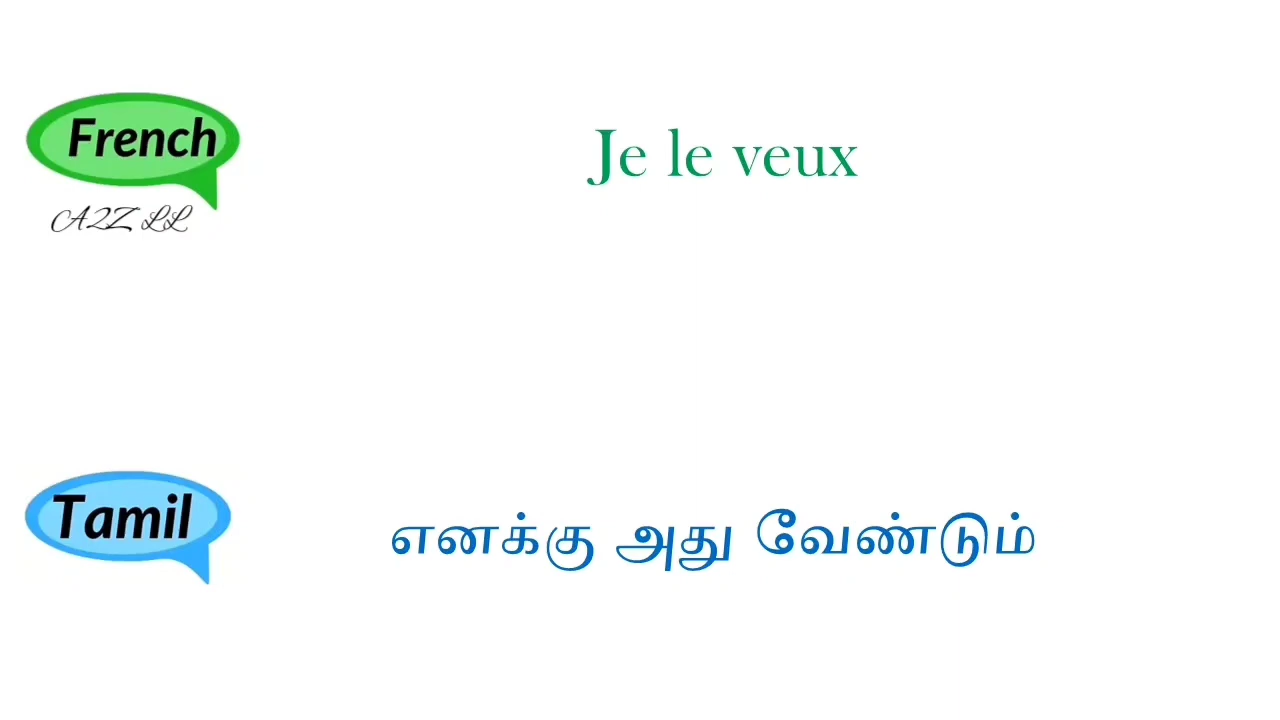 French
Je le veux
A2Z LL
Tamil
எனக்கு அது வேண்டும்